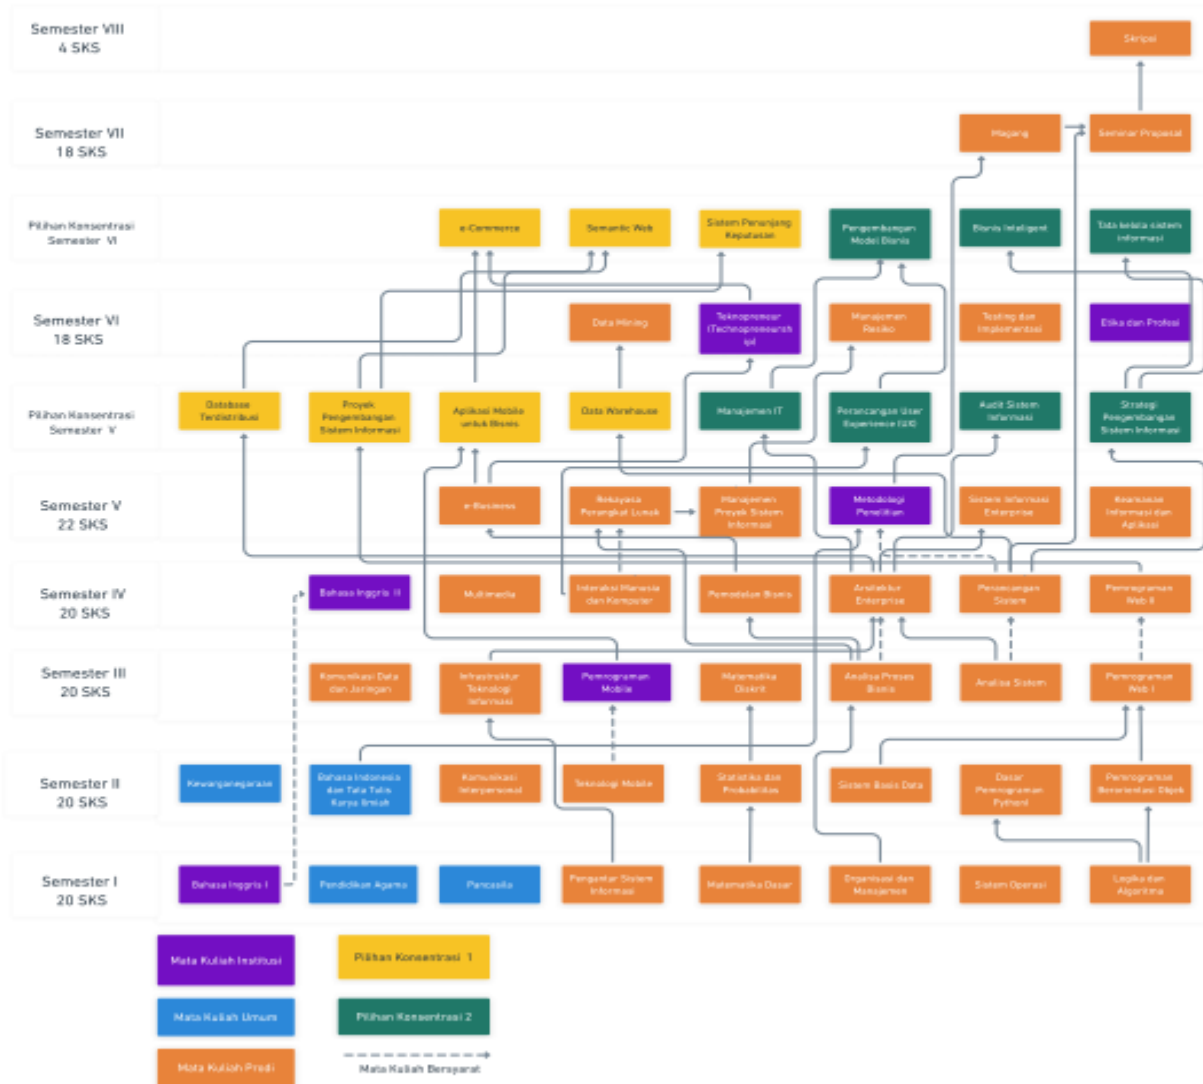 Semester VIII
4 SKS
Skripsi
Semester VII
18 SKS
Magang
Seminar Proposal
Pilihan Konsentrasi
Semester VI
e-Commerce
Semantic Web
Sistem Penunjang
Keputusan
Pengembangan
Model Bisnis
Bisnis Inteligent
Tata kelola sistem
informasi
Semester VI
18 SKS
Data Mining
Teknopreneur
(Technopreneursh
ip)
Manajemen
Resiko
Testing dan
Implementasi
Etika dan Profesi
Pilihan Konsentrasi
Semester V
Database
Terdistribusi
Proyek
Pengembangan
Sistem Informasi
Aplikasi Mobile
untuk Bisnis
Data Warehouse
Manajemen IT
Perancangan User
Experience (UX)
Audit Sistem
Informasi
Strategi
Pengembangan
Sistem Informasi
Semester V
22 SKS
e-Business
Rekayasa
Perangkat Lunak
Manajemen
Proyek Sistem
Informasi
Metodologi
Penelitian
Sistem Informasi
Enterprise
Keamanan
Informasi dan
Aplikasi
Semester IV
20 SKS
Bahasa Inggris II
Multimedia
Interaksi Manusia
dan Komputer
Pemodelan Bisnis
Arsitektur
Enterprise
Perancangan
Sistem
Pemrograman
Web II
Semester III
20 SKS
Komunikasi Data
dan Jaringan
Infrastruktur
Teknologi
Informasi
Pemrograman
Mobile
Matematika
Diskrit
Analisa Proses
Bisnis
Analisa Sistem
Pemrograman
Web I
Semester II
20 SKS
Kewarganegaraan
Bahasa Indonesia
dan Tata Tulis
Karya Ilmiah
Komunikasi
Interpersonal
Teknologi Mobile
Statistika dan
Probabilitas
Sistem Basis Data
Dasar
Pemrograman
Python)
Pemrograman
Berorientasi Objek
Semester I
20 SKS
Bahasa Inggris I
Pendidikan Agama
Pancasila
Pengantar Sistem
Informasi
Matematika Dasar
Organisasi dan
Manajemen
Sistem Operasi
Logika dan
Algoritma
Mata Kuliah Institusi
Pilihan Konsentrasi 1
Mata Kuliah Umum
Pilihan Konsentrasi 2
Mata Kuliah Prodi
Mata Kuliah Bersyarat